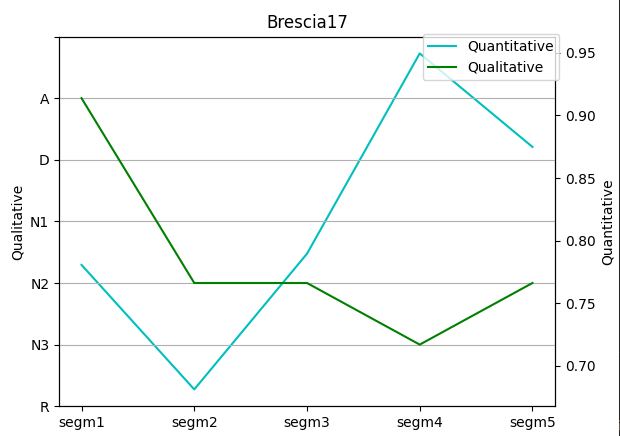 Brescia17
Quantitative
Qualitative
A
D
N1
N2
N3
R
Qualitative
0.95
0.90
0.85
0.80
0.75
0.70
Quantitative
segm1 segm2 segm3 segm4 segm5